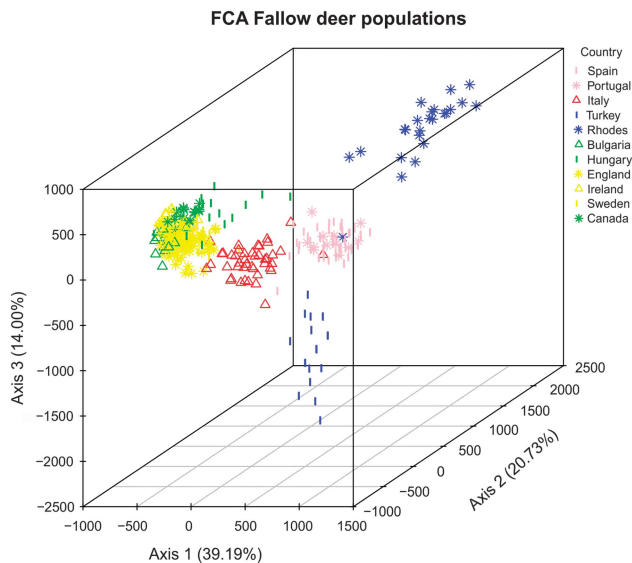 FCA Fallow deer populations
Country
Spain
Portugal
Italy
Turkey
Rhodes
Bulgaria
Hungary
England
Ireland
Sweden
Canada
1000
500
0
−500
−1000
−1500
−2000
−2500
Axis 3 (14.00%)
−1000
−500
0
500
1000
1500
Axis 1 (39.19%)
−1000
−500
0
500
1000
1500
2000
2500
Axis 2 (20.73%)